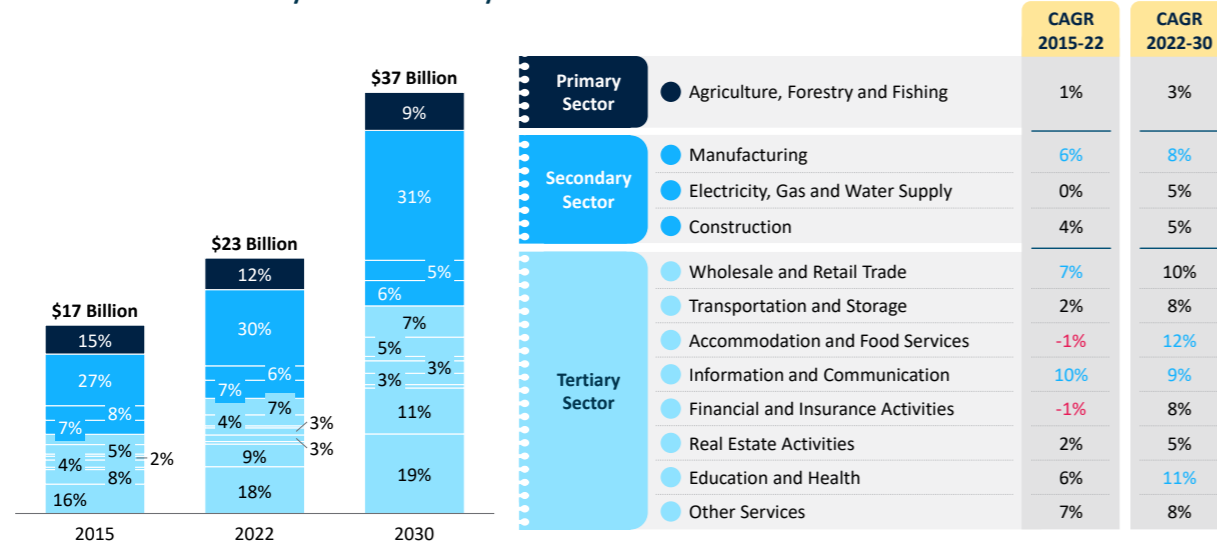 $17 Billion
15%
27%
8%
7%
5%
2%
4%
8%
16%
2015
$23 Billion
12%
30%
6%
7%
7%
4%
3%
3%
9%
18%
2022
$37 Billion
9%
31%
5%
6%
7%
5%
3%
3%
11%
19%
2030
CAGR 2015-22
CAGR 2022-30
Primary Sector
Agriculture, Forestry and Fishing 1% 3%
Secondary Sector
Manufacturing 6% 8%
Electricity, Gas and Water Supply 0% 5%
Construction 4% 5%
Tertiary Sector
Wholesale and Retail Trade 7% 10%
Transportation and Storage 2% 8%
Accommodation and Food Services -1% 12%
Information and Communication 10% 9%
Financial and Insurance Activities -1% 8%
Real Estate Activities 2% 5%
Education and Health 6% 11%
Other Services 7% 8%